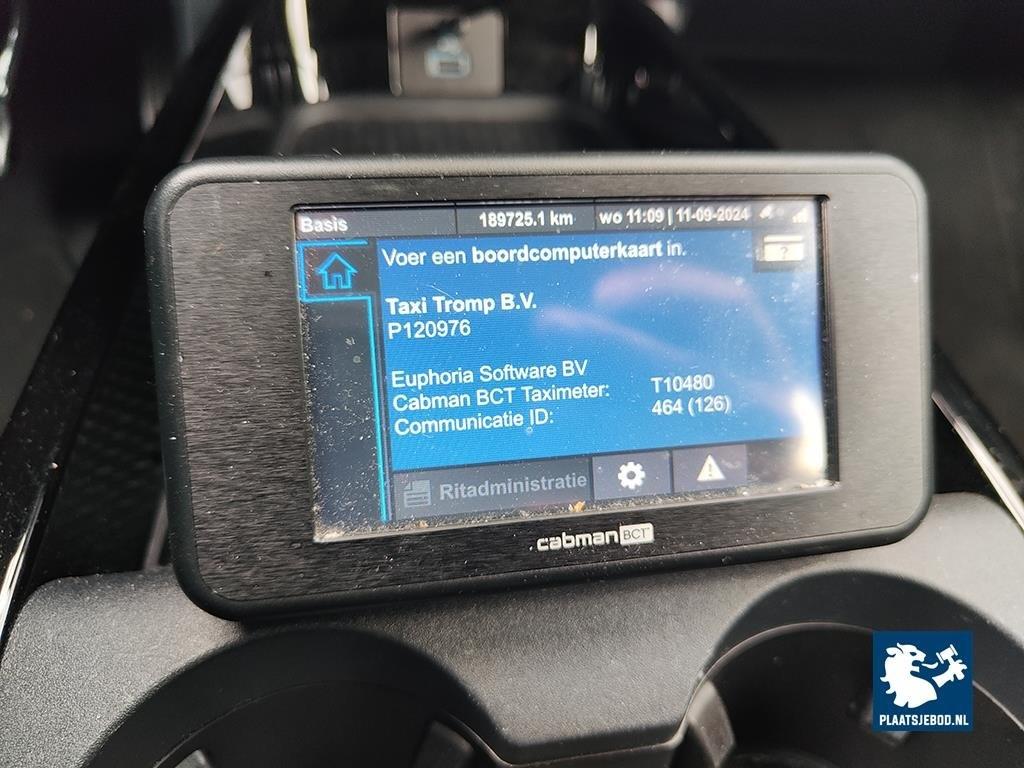 Basis 189725.1 km wo 11:09 | 11-09-2024
Voer een boordcomputerkaart in.
?
Taxi Tromp B.V.
P120976
Euphoria Software BV
Cabman BCT Taximeter: T10480
Communicatie ID: 464 (126)
Ritadministratie
cabman BCT
PLAATSJEBOD.NL